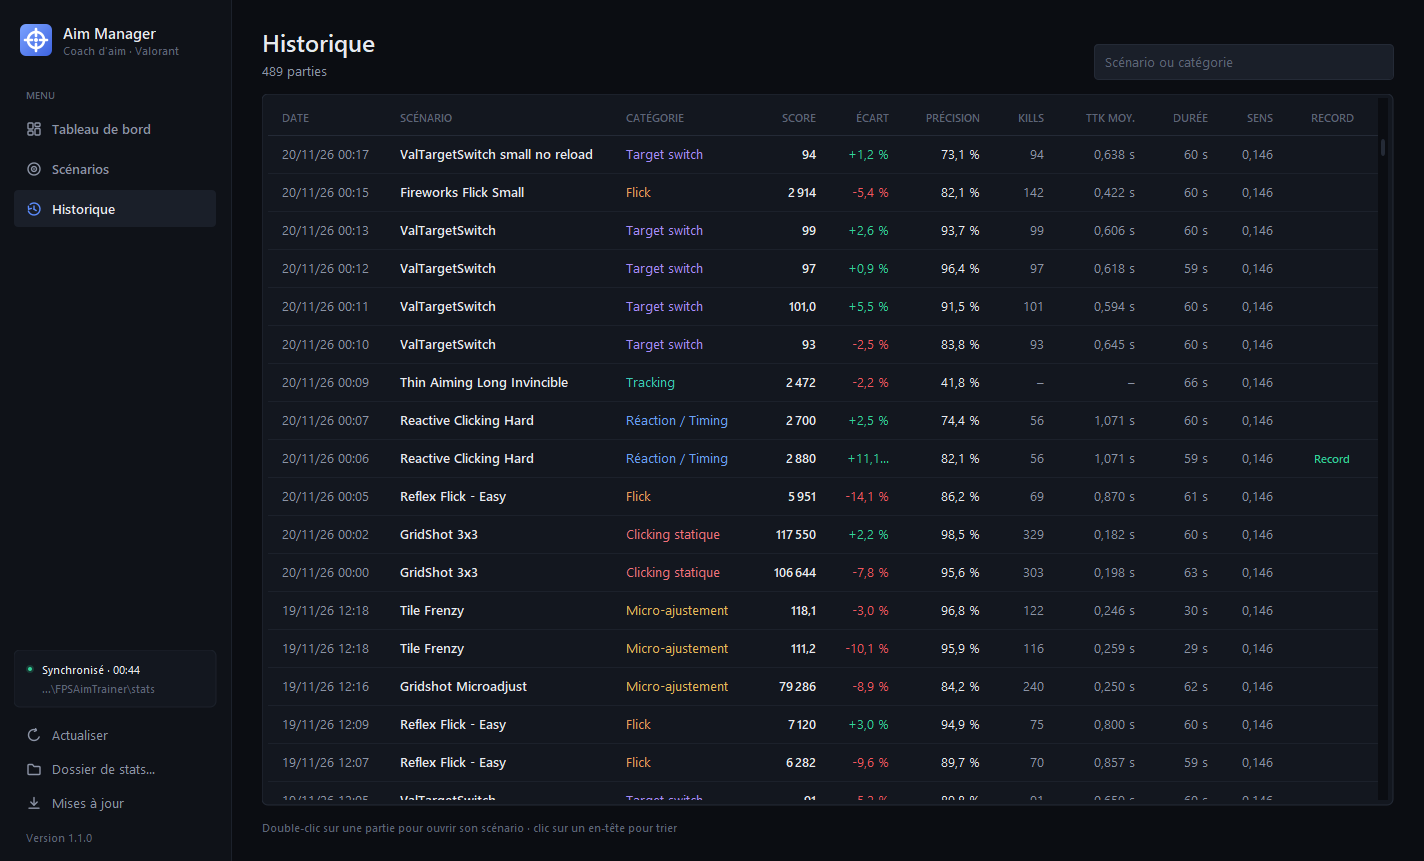 Aim Manager
Coach d'aim · Valorant
MENU
Tableau de bord
Scénarios
Historique
Synchronisé · 00:44
...\FPSAimTrainer\stats
Actualiser
Dossier de stats...
Mises à jour
Version 1.1.0
Historique
489 parties
Scénario ou catégorie
DATE SCÉNARIO CATÉGORIE SCORE ÉCART PRÉCISION KILLS TTK MOY. DURÉE SENS RECORD
20/11/26 00:17 ValTargetSwitch small no reload Target switch 94 +1,2 % 73,1 % 94 0,638 s 60 s 0,146
20/11/26 00:15 Fireworks Flick Small Flick 2 914 -5,4 % 82,1 % 142 0,422 s 60 s 0,146
20/11/26 00:13 ValTargetSwitch Target switch 99 +2,6 % 93,7 % 99 0,606 s 60 s 0,146
20/11/26 00:12 ValTargetSwitch Target switch 97 +0,9 % 96,4 % 97 0,618 s 59 s 0,146
20/11/26 00:11 ValTargetSwitch Target switch 101,0 +5,5 % 91,5 % 101 0,594 s 60 s 0,146
20/11/26 00:10 ValTargetSwitch Target switch 93 -2,5 % 83,8 % 93 0,645 s 60 s 0,146
20/11/26 00:09 Thin Aiming Long Invincible Tracking 2 472 -2,2 % 41,8 % – – 66 s 0,146
20/11/26 00:07 Reactive Clicking Hard Réaction / Timing 2 700 +2,5 % 74,4 % 56 1,071 s 60 s 0,146
20/11/26 00:06 Reactive Clicking Hard Réaction / Timing 2 880 +11,1... 82,1 % 56 1,071 s 59 s 0,146 Record
20/11/26 00:05 Reflex Flick - Easy Flick 5 951 -14,1 % 86,2 % 69 0,870 s 61 s 0,146
20/11/26 00:02 GridShot 3x3 Clicking statique 117 550 +2,2 % 98,5 % 329 0,182 s 60 s 0,146
20/11/26 00:00 GridShot 3x3 Clicking statique 106 644 -7,8 % 95,6 % 303 0,198 s 63 s 0,146
19/11/26 12:18 Tile Frenzy Micro-ajustement 118,1 -3,0 % 96,8 % 122 0,246 s 30 s 0,146
19/11/26 12:18 Tile Frenzy Micro-ajustement 111,2 -10,1 % 95,9 % 116 0,259 s 29 s 0,146
19/11/26 12:16 Gridshot Microadjust Micro-ajustement 79 286 -8,9 % 84,2 % 240 0,250 s 62 s 0,146
19/11/26 12:09 Reflex Flick - Easy Flick 7 120 +3,0 % 94,9 % 75 0,800 s 60 s 0,146
19/11/26 12:07 Reflex Flick - Easy Flick 6 282 -9,6 % 89,7 % 70 0,857 s 59 s 0,146
ValTargetSwitch Target switch
Double-clic sur une partie pour ouvrir son scénario · clic sur un en-tête pour trier